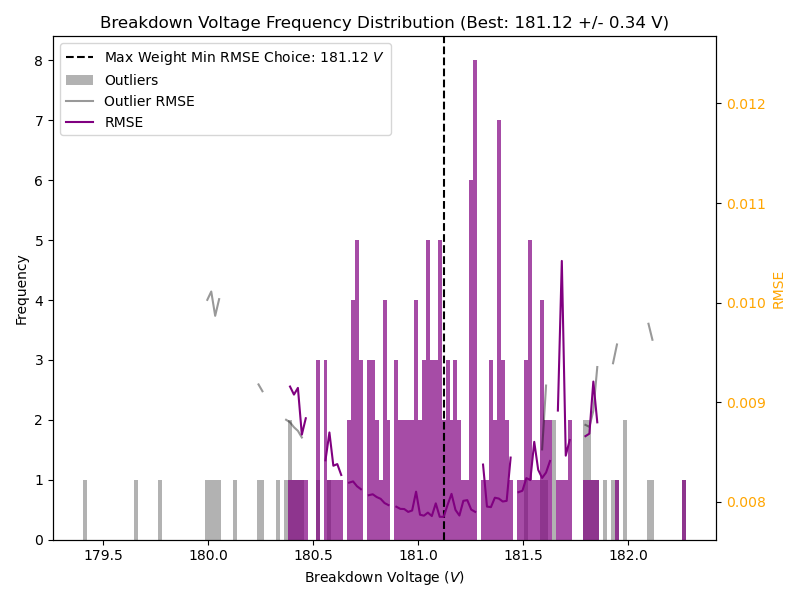 Breakdown Voltage Frequency Distribution (Best: 181.12 +/- 0.34 V)
Max Weight Min RMSE Choice: 181.12 V
Outliers
Outlier RMSE
RMSE
8
7
6
5
4
3
2
1
0
Frequency
0.012
0.011
0.010
0.009
0.008
RMSE
179.5 180.0 180.5 181.0 181.5 182.0
Breakdown Voltage (V)